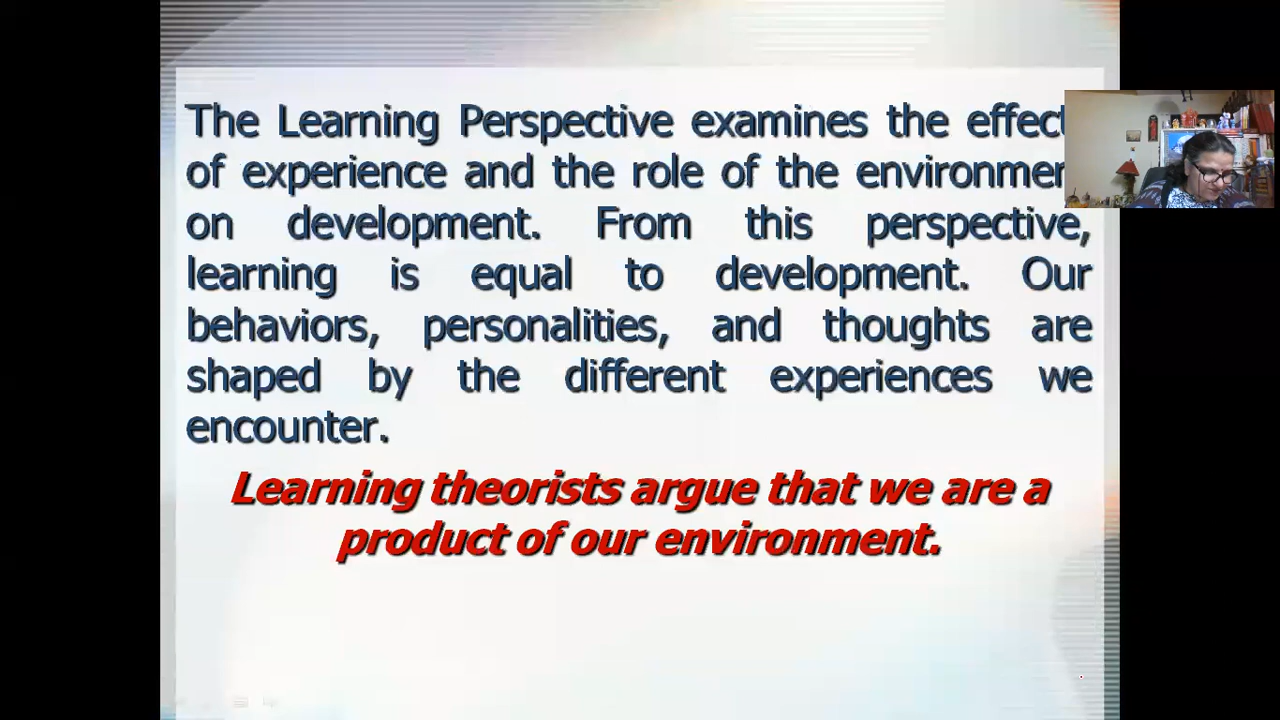 The Learning Perspective examines the effect
of experience and the role of the environmen
on development. From this perspective,
learning is equal to development. Our
behaviors, personalities, and thoughts are
shaped by the different experiences we
encounter.
Learning theorists argue that we are a
product of our environment.